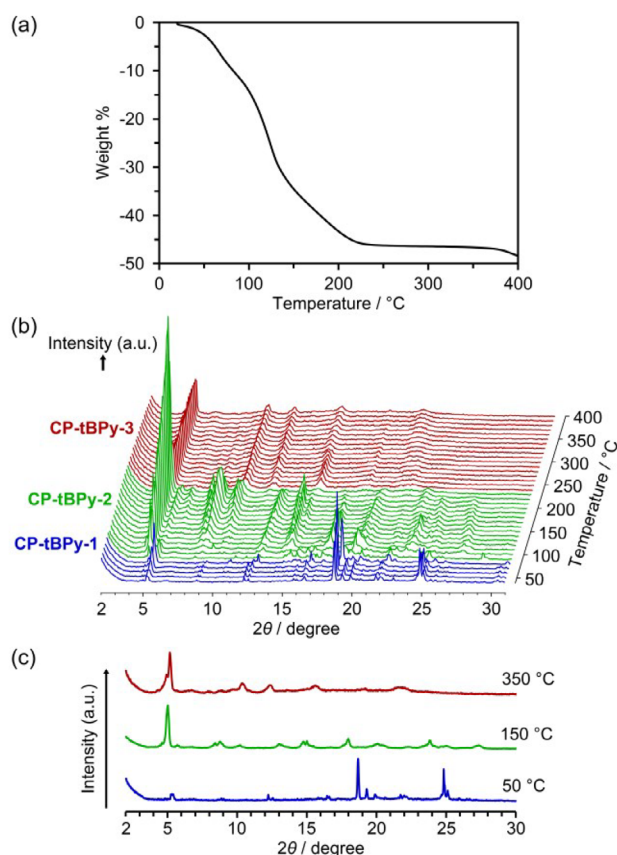 (a)
0
-10
-20
-30
-40
-50
Weight %
0 100 200 300 400
Temperature / °C
(b)
Intensity (a.u.)
CP-tBPy-3
CP-tBPy-2
CP-tBPy-1
400
350
300
250
200
150
100
50
Temperature / °C
2 5 10 15 20 25 30
2θ / degree
(c)
Intensity (a.u.)
350 °C
150 °C
50 °C
2 5 10 15 20 25 30
2θ / degree